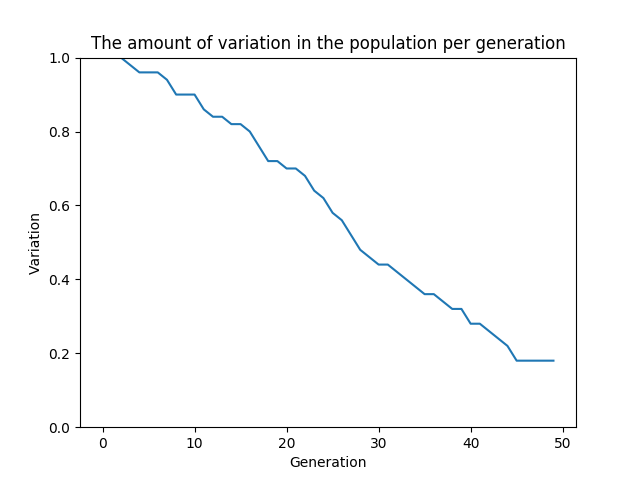 The amount of variation in the population per generation
1.0
0.8
0.6
0.4
0.2
0.0
Variation
0 10 20 30 40 50
Generation